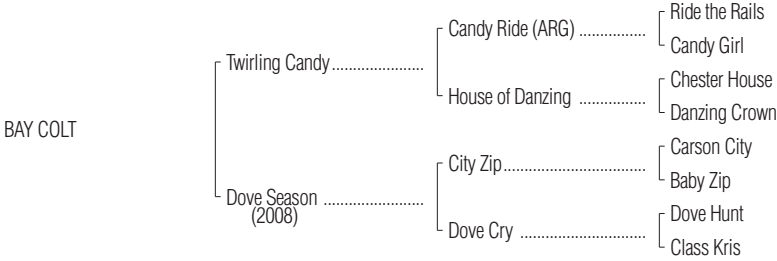 Ride the Rails
Candy Ride (ARG) ................
Candy Girl
Twirling Candy......................
Chester House
House of Danzing ................
Danzing Crown
BAY COLT
Carson City
City Zip..................................
Baby Zip
Dove Season ........................
(2008)
Dove Hunt
Dove Cry ..............................
Class Kris